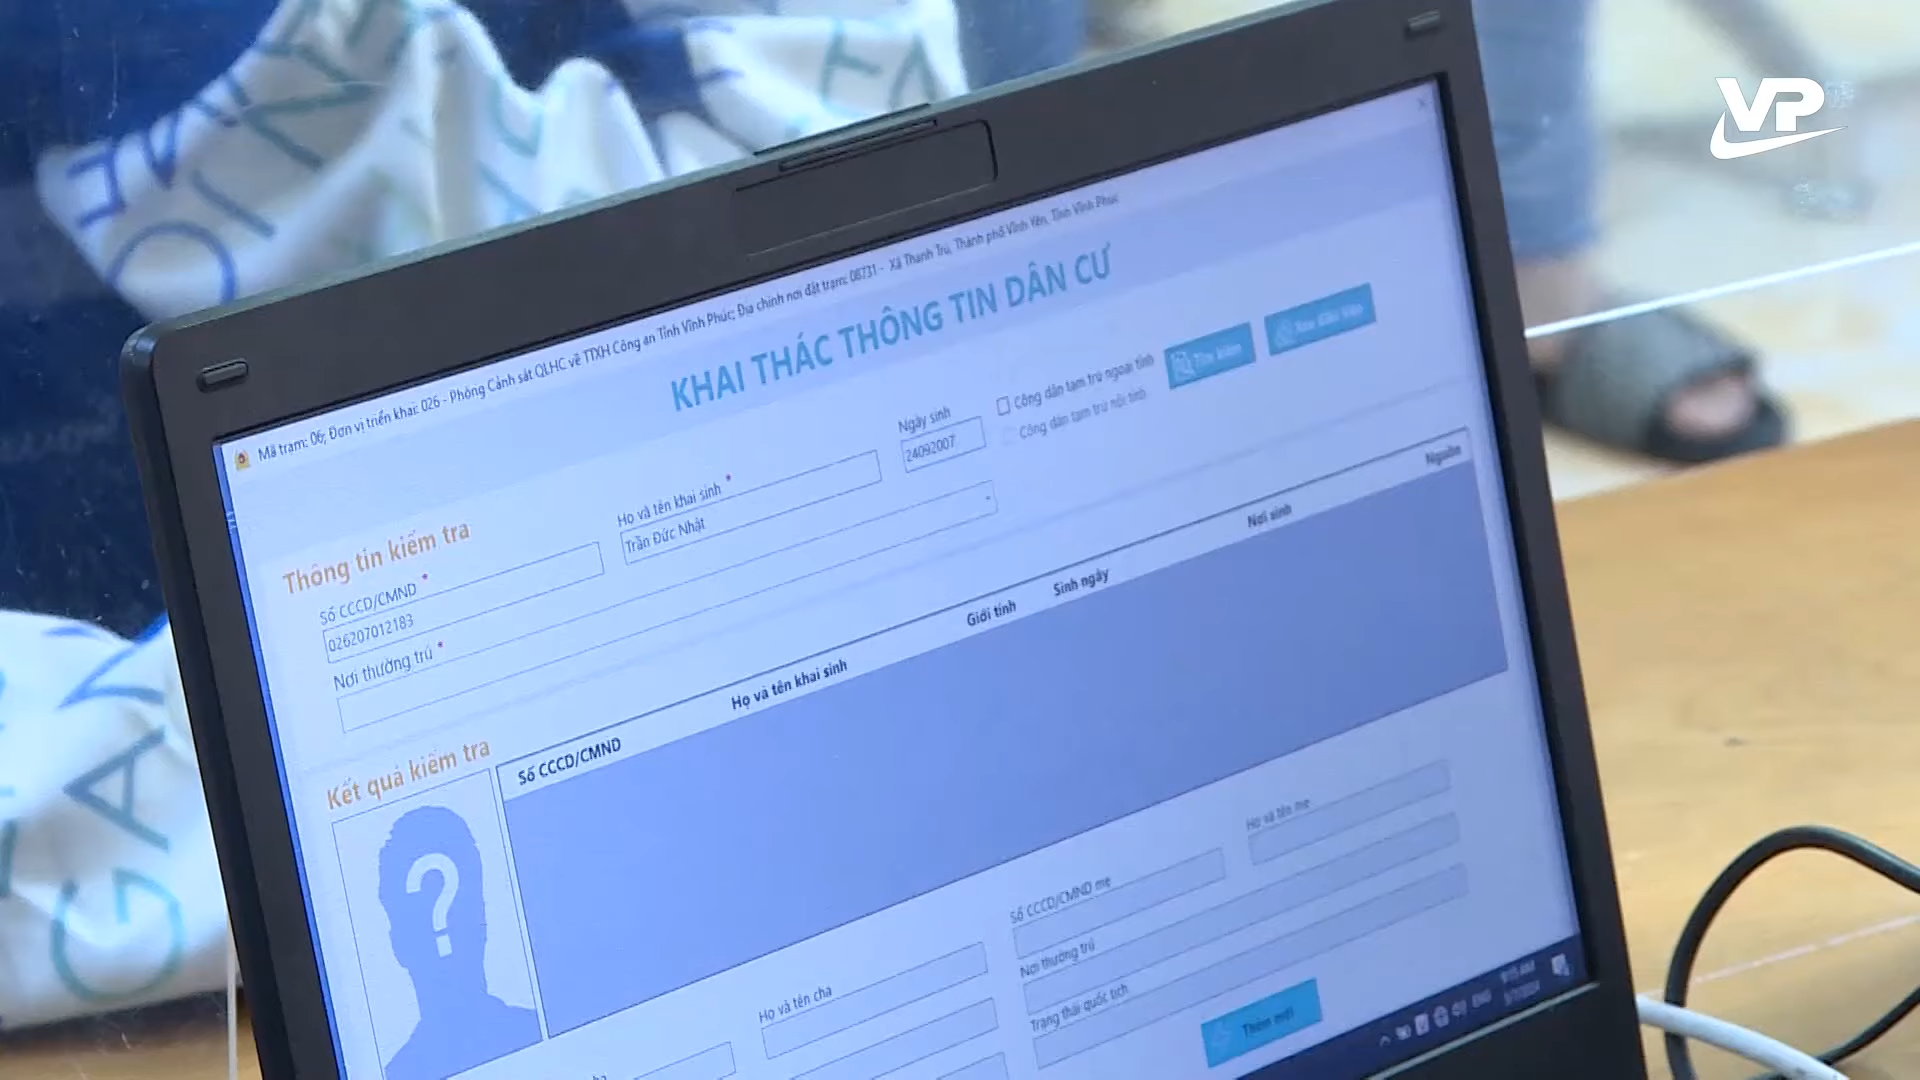 VP
Mã trạm: 06; Đơn vị triển khai: 026 - Phòng Cảnh sát QLHC về TTXH Công an Tỉnh Vĩnh Phúc; Địa chính nơi đặt trạm: 08731 - Xã Thanh Trù, Thành phố Vĩnh Yên, Tỉnh Vĩnh Phúc
KHAI THÁC THÔNG TIN DÂN CƯ
Thông tin kiểm tra
Số CCCD/CMND *
026207012183
Họ và tên khai sinh *
Trần Đức Nhật
Ngày sinh
24092007
Công dân tạm trú ngoại tỉnh
Công dân tạm trú nội tỉnh
Tìm kiếm
Nơi thường trú *
Kết quả kiểm tra
Số CCCD/CMND
Họ và tên khai sinh
Giới tính
Sinh ngày
Nơi sinh
Nguồn
?
Họ và tên cha
Số CCCD/CMND mẹ
Họ và tên mẹ
Nơi thường trú
Trạng thái quốc tịch
Thêm mới
ENG